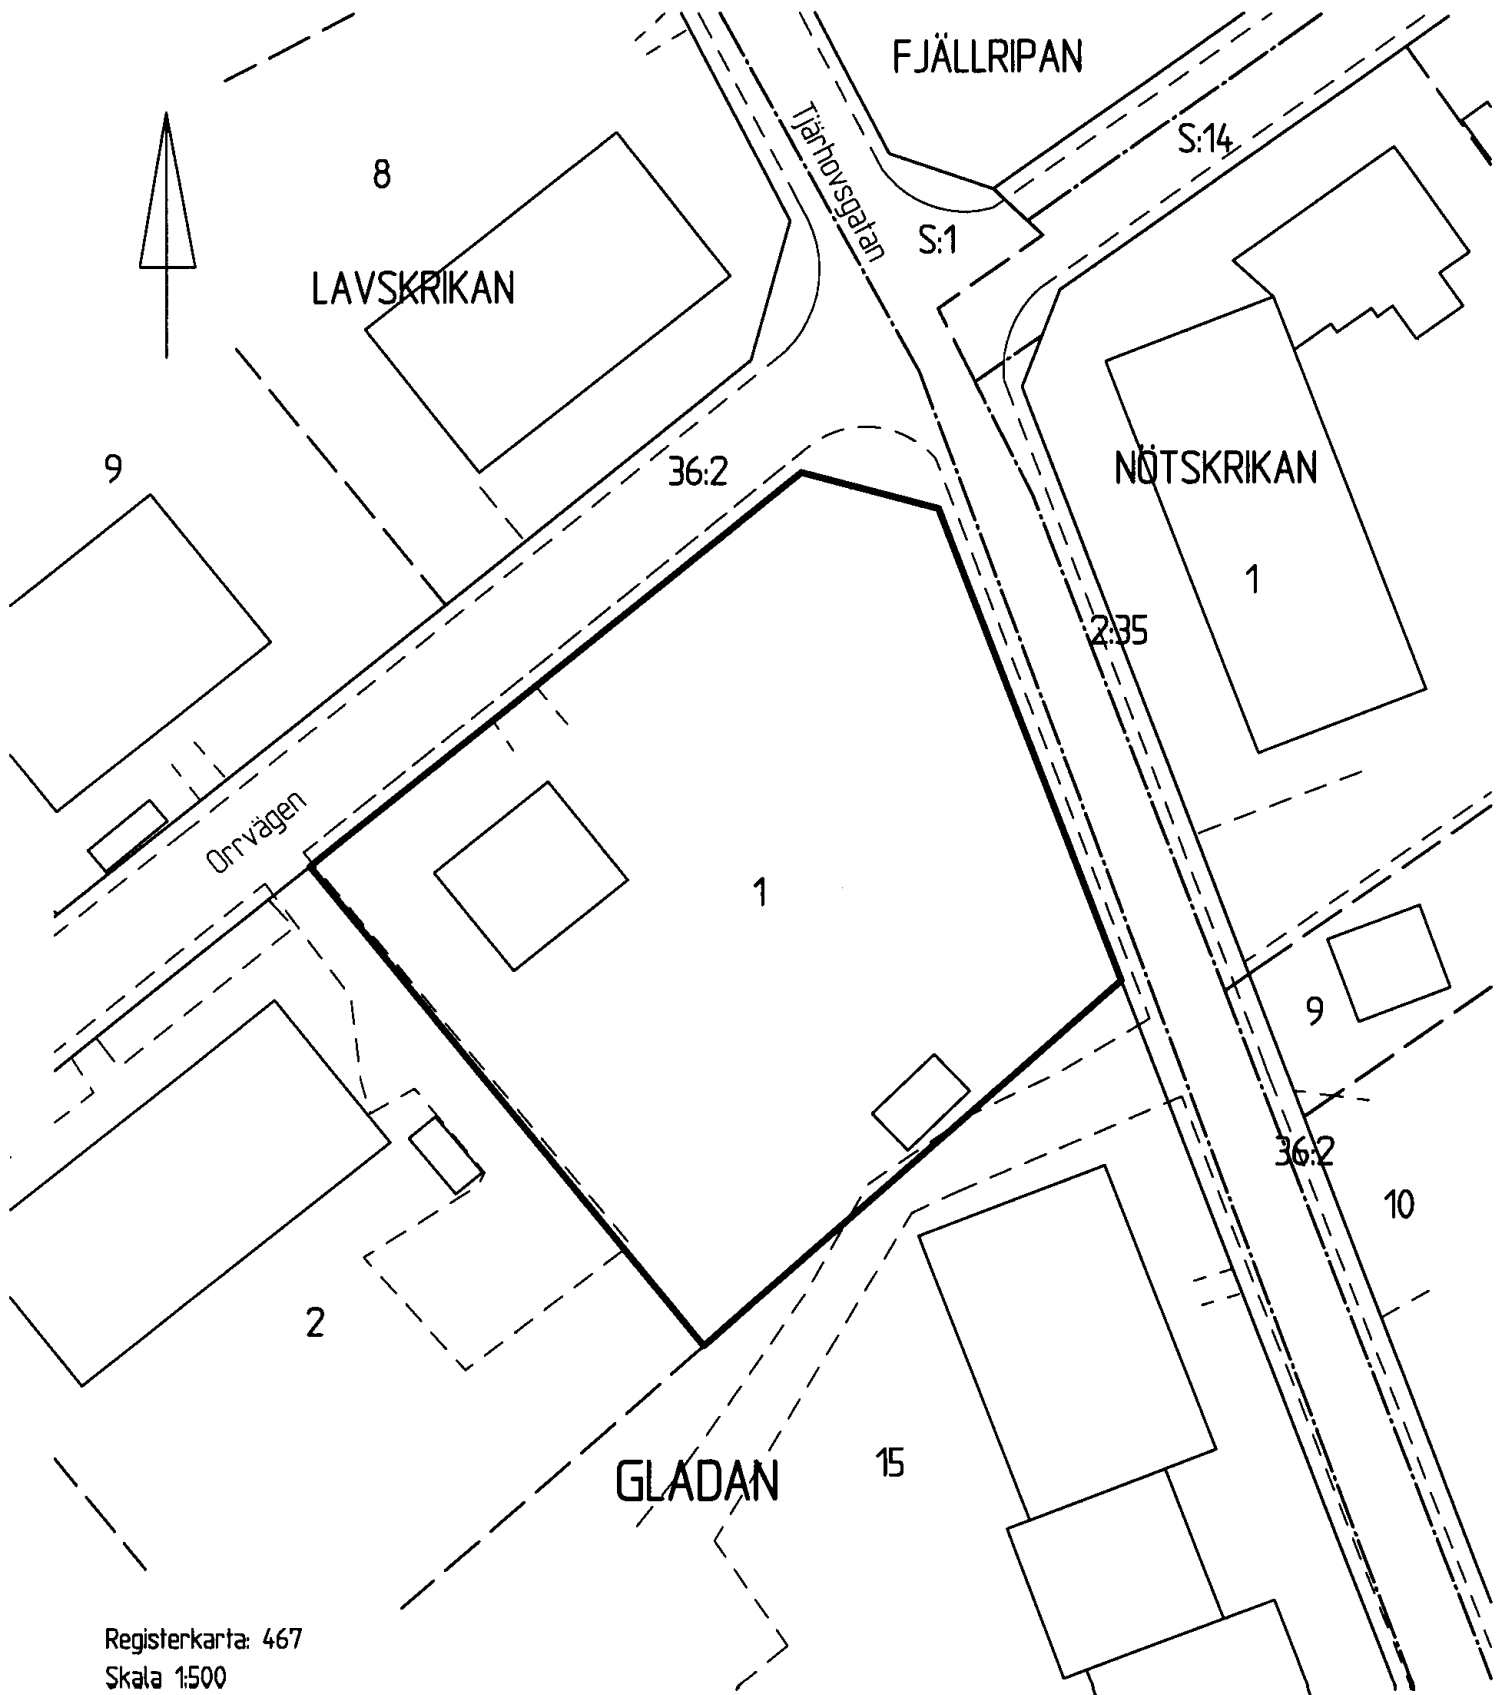 FJÄLLRIPAN
Tjärhovsgatan
S:14
8
S:1
LAVSKRIKAN
9
36:2
NÖTSKRIKAN
1
2:35
Orrvägen
1
9
36:2
10
2
15
GLADAN
Registerkarta: 467
Skala 1:500